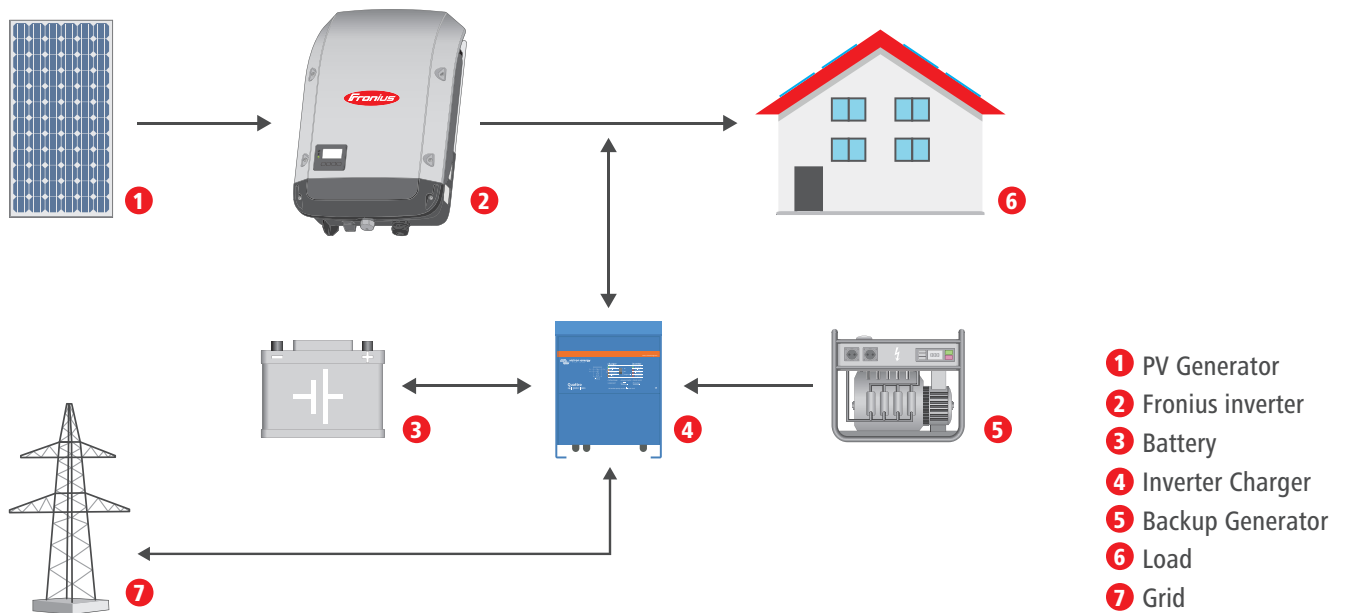 Fronius
1
2
6
- +
3
4
5
7
1 PV Generator
2 Fronius inverter
3 Battery
4 Inverter Charger
5 Backup Generator
6 Load
7 Grid